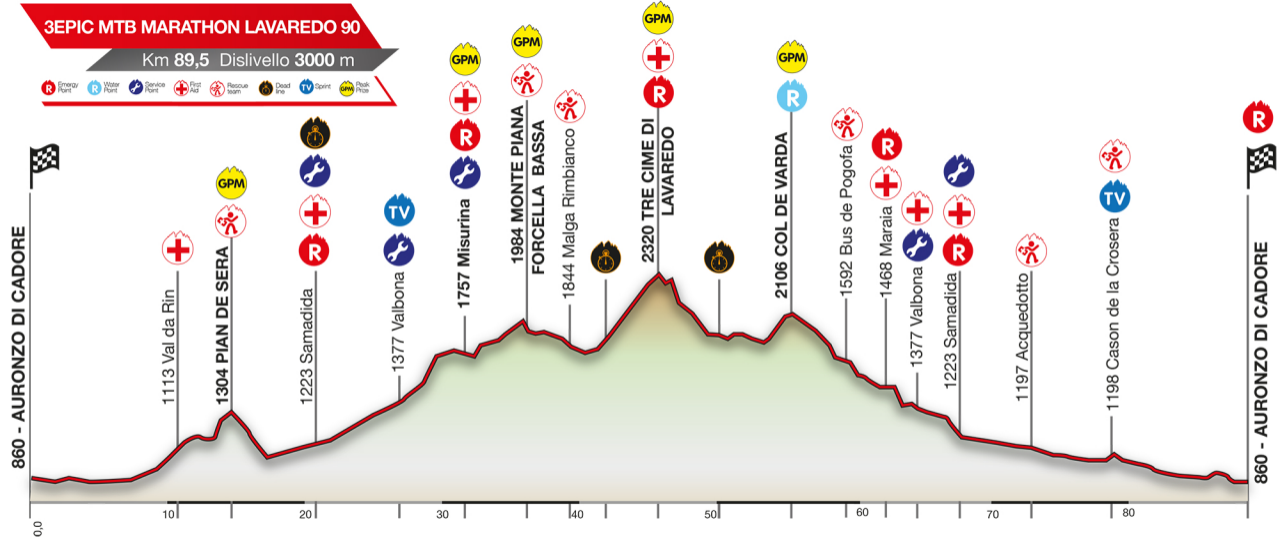 3EPIC MTB MARATHON LAVAREDO 90
Km 89,5 Dislivello 3000 m
R
Energy
Point
R
Water
Point
Service
Point
First
Aid
Rescue
team
Dead
line
TV
Sprint
GPM
Peak
Prize
860 - AURONZO DI CADORE
1113 Val da Rin
GPM
1304 PIAN DE SERA
R
1223 Samadida
TV
1377 Valbona
GPM
R
1757 Misurina
GPM
1984 MONTE PIANA
FORCELLA BASSA
1844 Malga Rimbianco
GPM
R
2320 TRE CIME DI
LAVAREDO
GPM
R
2106 COL DE VARDA
1592 Bus de Pogofa
R
1468 Maraia
1377 Valbona
R
1223 Samadida
1197 Acquedotto
TV
1198 Cason de la Crosera
R
860 - AURONZO DI CADORE
0,0
10
20
30
40
50
60
70
80